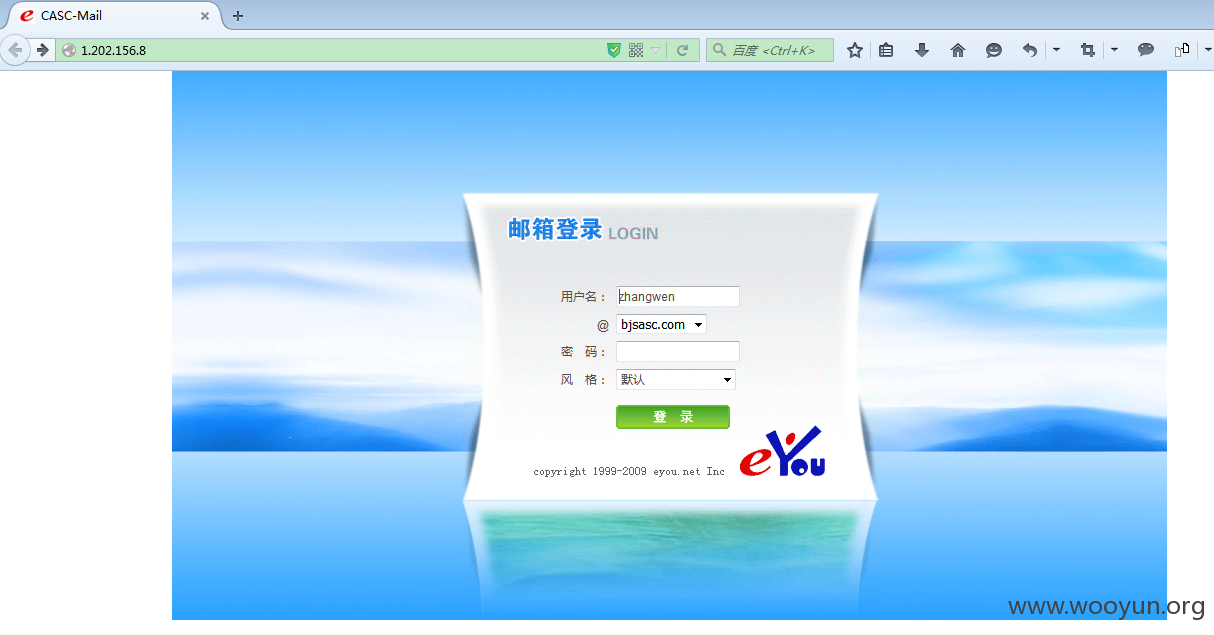 CASC-Mail
1.202.156.8
百度 <Ctrl+K>
邮箱登录 LOGIN
用户名： zhangwen
@ bjsasc.com
密 码：
风 格： 默认
登 录
copyright 1999-2009 eyou.net Inc
eYou
www.wooyun.org